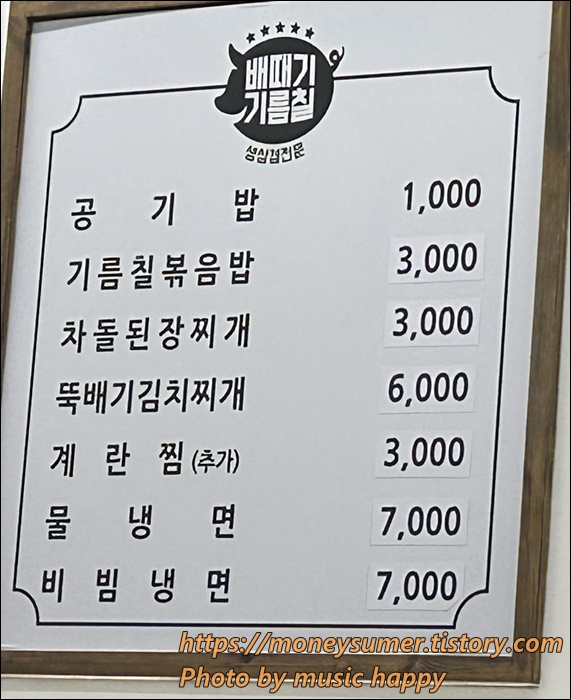 배때기
기름칠
생삼겹전문
공기밥 1,000
기름칠볶음밥 3,000
차돌된장찌개 3,000
뚝배기김치찌개 6,000
계란찜 (추가) 3,000
물냉면 7,000
비빔냉면 7,000
https://moneysumer.tistory.com
Photo by music happy